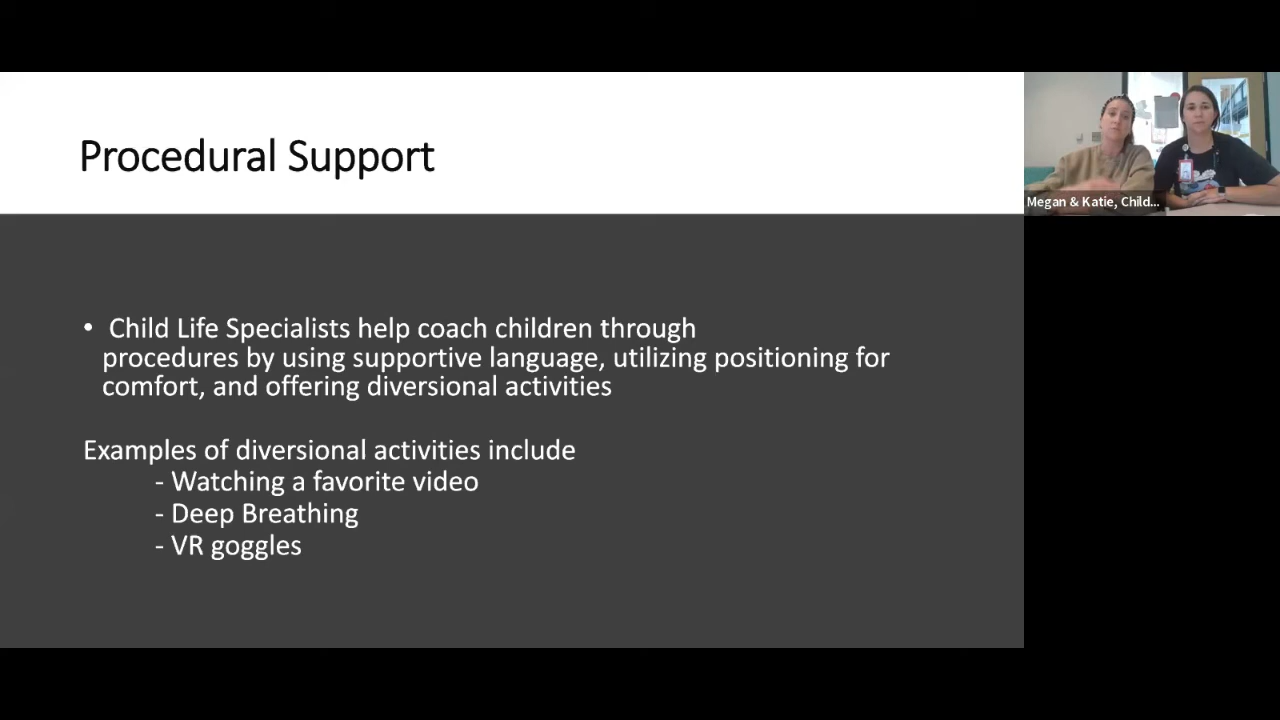 Procedural Support
Megan & Katie, Child...
• Child Life Specialists help coach children through
procedures by using supportive language, utilizing positioning for
comfort, and offering diversional activities
Examples of diversional activities include
- Watching a favorite video
- Deep Breathing
- VR goggles